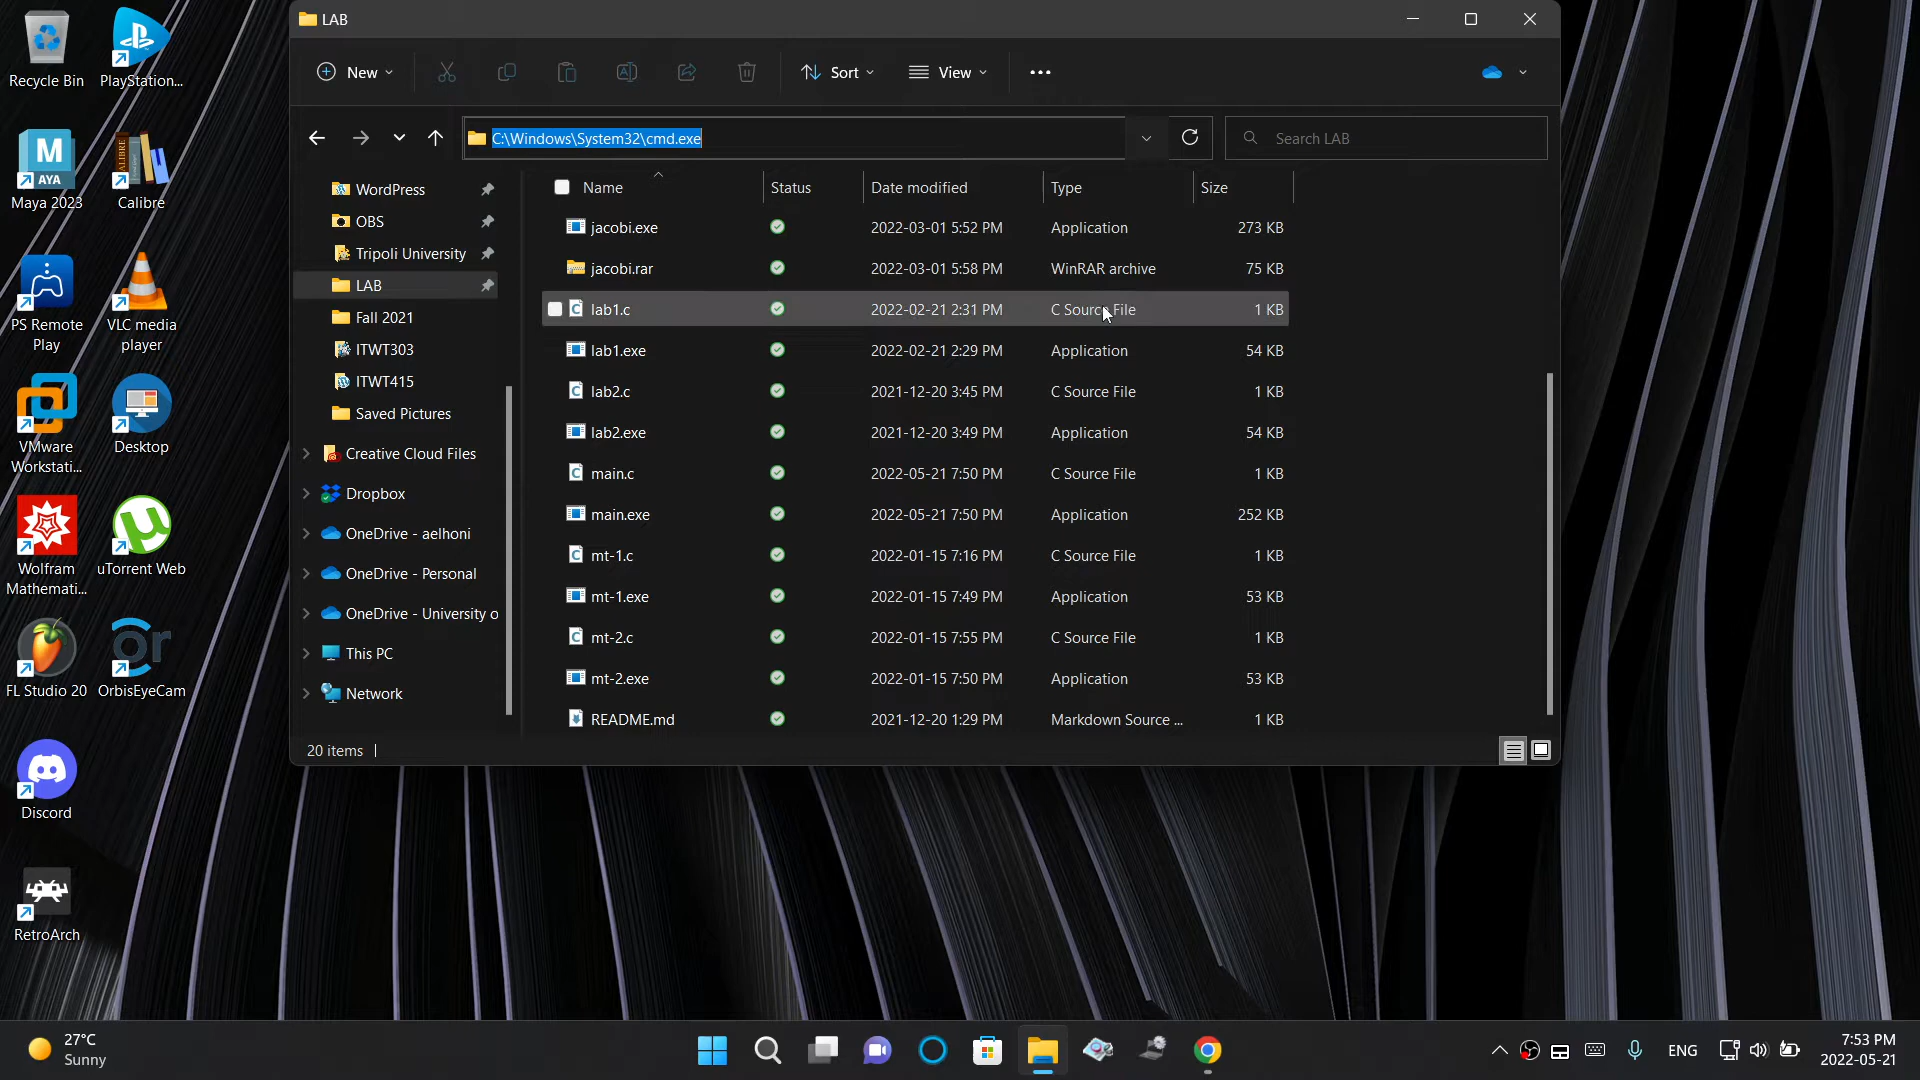 LAB
New
Sort
View
C:\Windows\System32\cmd.exe
Search LAB
Name Status Date modified Type Size
jacobi.exe 2022-03-01 5:52 PM Application 273 KB
jacobi.rar 2022-03-01 5:58 PM WinRAR archive 75 KB
lab1.c 2022-02-21 2:31 PM C Source File 1 KB
lab1.exe 2022-02-21 2:29 PM Application 54 KB
lab2.c 2021-12-20 3:45 PM C Source File 1 KB
lab2.exe 2021-12-20 3:49 PM Application 54 KB
main.c 2022-05-21 7:50 PM C Source File 1 KB
main.exe 2022-05-21 7:50 PM Application 252 KB
mt-1.c 2022-01-15 7:16 PM C Source File 1 KB
mt-1.exe 2022-01-15 7:49 PM Application 53 KB
mt-2.c 2022-01-15 7:55 PM C Source File 1 KB
mt-2.exe 2022-01-15 7:50 PM Application 53 KB
README.md 2021-12-20 1:29 PM Markdown Source ... 1 KB
WordPress
OBS
Tripoli University
LAB
Fall 2021
ITWT303
ITWT415
Saved Pictures
Creative Cloud Files
Dropbox
OneDrive - aelhoni
OneDrive - Personal
OneDrive - University o
This PC
Network
20 items
Recycle Bin
PlayStation...
M
AYA
Maya 2023
CALIBRE
Calibre
PS Remote
Play
VLC media
player
VMware
Workstati...
Desktop
Wolfram
Mathemati...
uTorrent Web
FL Studio 20
or
OrbisEyeCam
Discord
RetroArch
27°C
Sunny
ENG
7:53 PM
2022-05-21